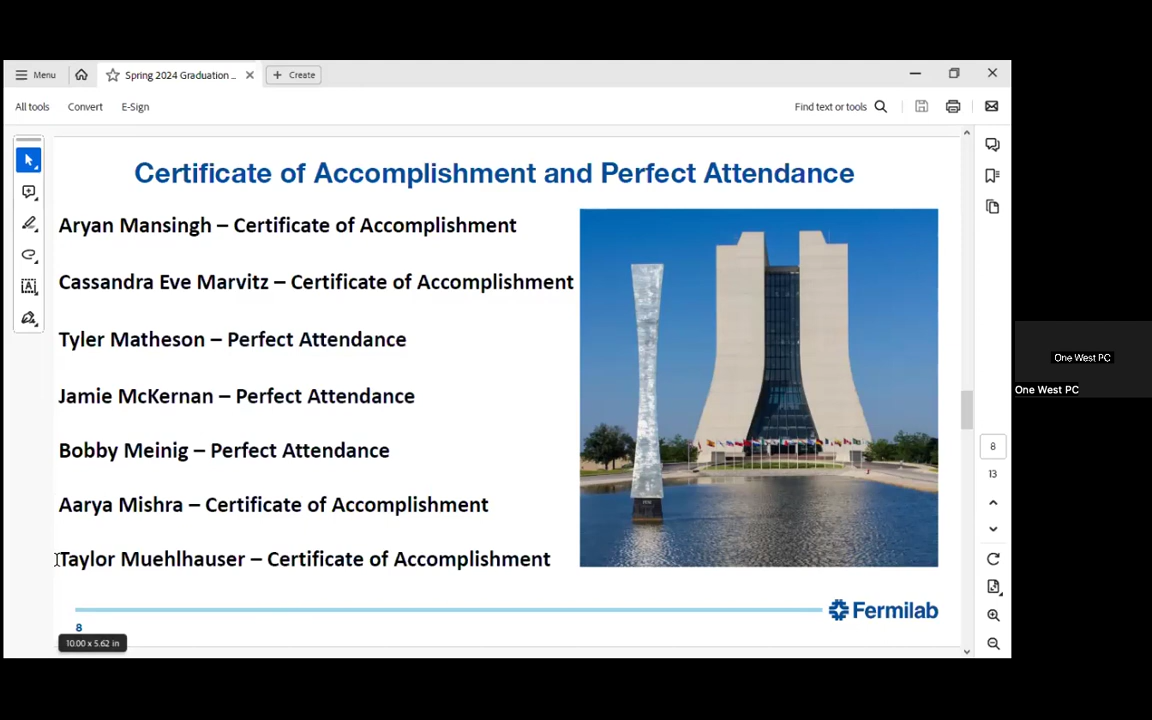 Menu
Spring 2024 Graduation ...
Create
All tools
Convert
E-Sign
Find text or tools
Certificate of Accomplishment and Perfect Attendance
Aryan Mansingh – Certificate of Accomplishment
Cassandra Eve Marvitz – Certificate of Accomplishment
Tyler Matheson – Perfect Attendance
Jamie McKernan – Perfect Attendance
Bobby Meinig – Perfect Attendance
Aarya Mishra – Certificate of Accomplishment
Taylor Muehlhauser – Certificate of Accomplishment
Fermilab
8
10.00 x 5.62 in
8
13
One West PC
One West PC